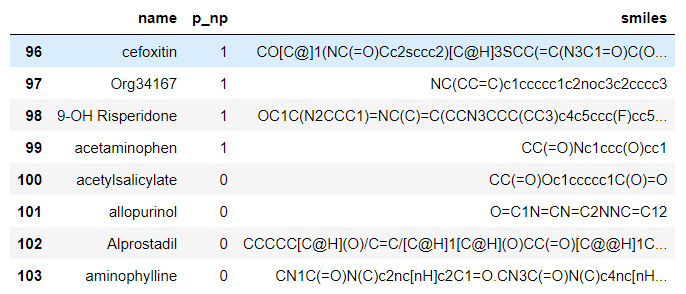 name p_np smiles
96 cefoxitin 1 CO[C@]1(NC(=O)Cc2sccc2)[C@H]3SCC(=C(N3C1=O)C(O...
97 Org34167 1 NC(CC=C)c1ccccc1c2noc3c2cccc3
98 9-OH Risperidone 1 OC1C(N2CCC1)=NC(C)=C(CCN3CCC(CC3)c4c5ccc(F)cc5...
99 acetaminophen 1 CC(=O)Nc1ccc(O)cc1
100 acetylsalicylate 0 CC(=O)Oc1ccccc1C(O)=O
101 allopurinol 0 O=C1N=CN=C2NNC=C12
102 Alprostadil 0 CCCCC[C@H](O)/C=C/[C@H]1[C@H](O)CC(=O)[C@@H]1C...
103 aminophylline 0 CN1C(=O)N(C)c2nc[nH]c2C1=O.CN3C(=O)N(C)c4nc[nH...